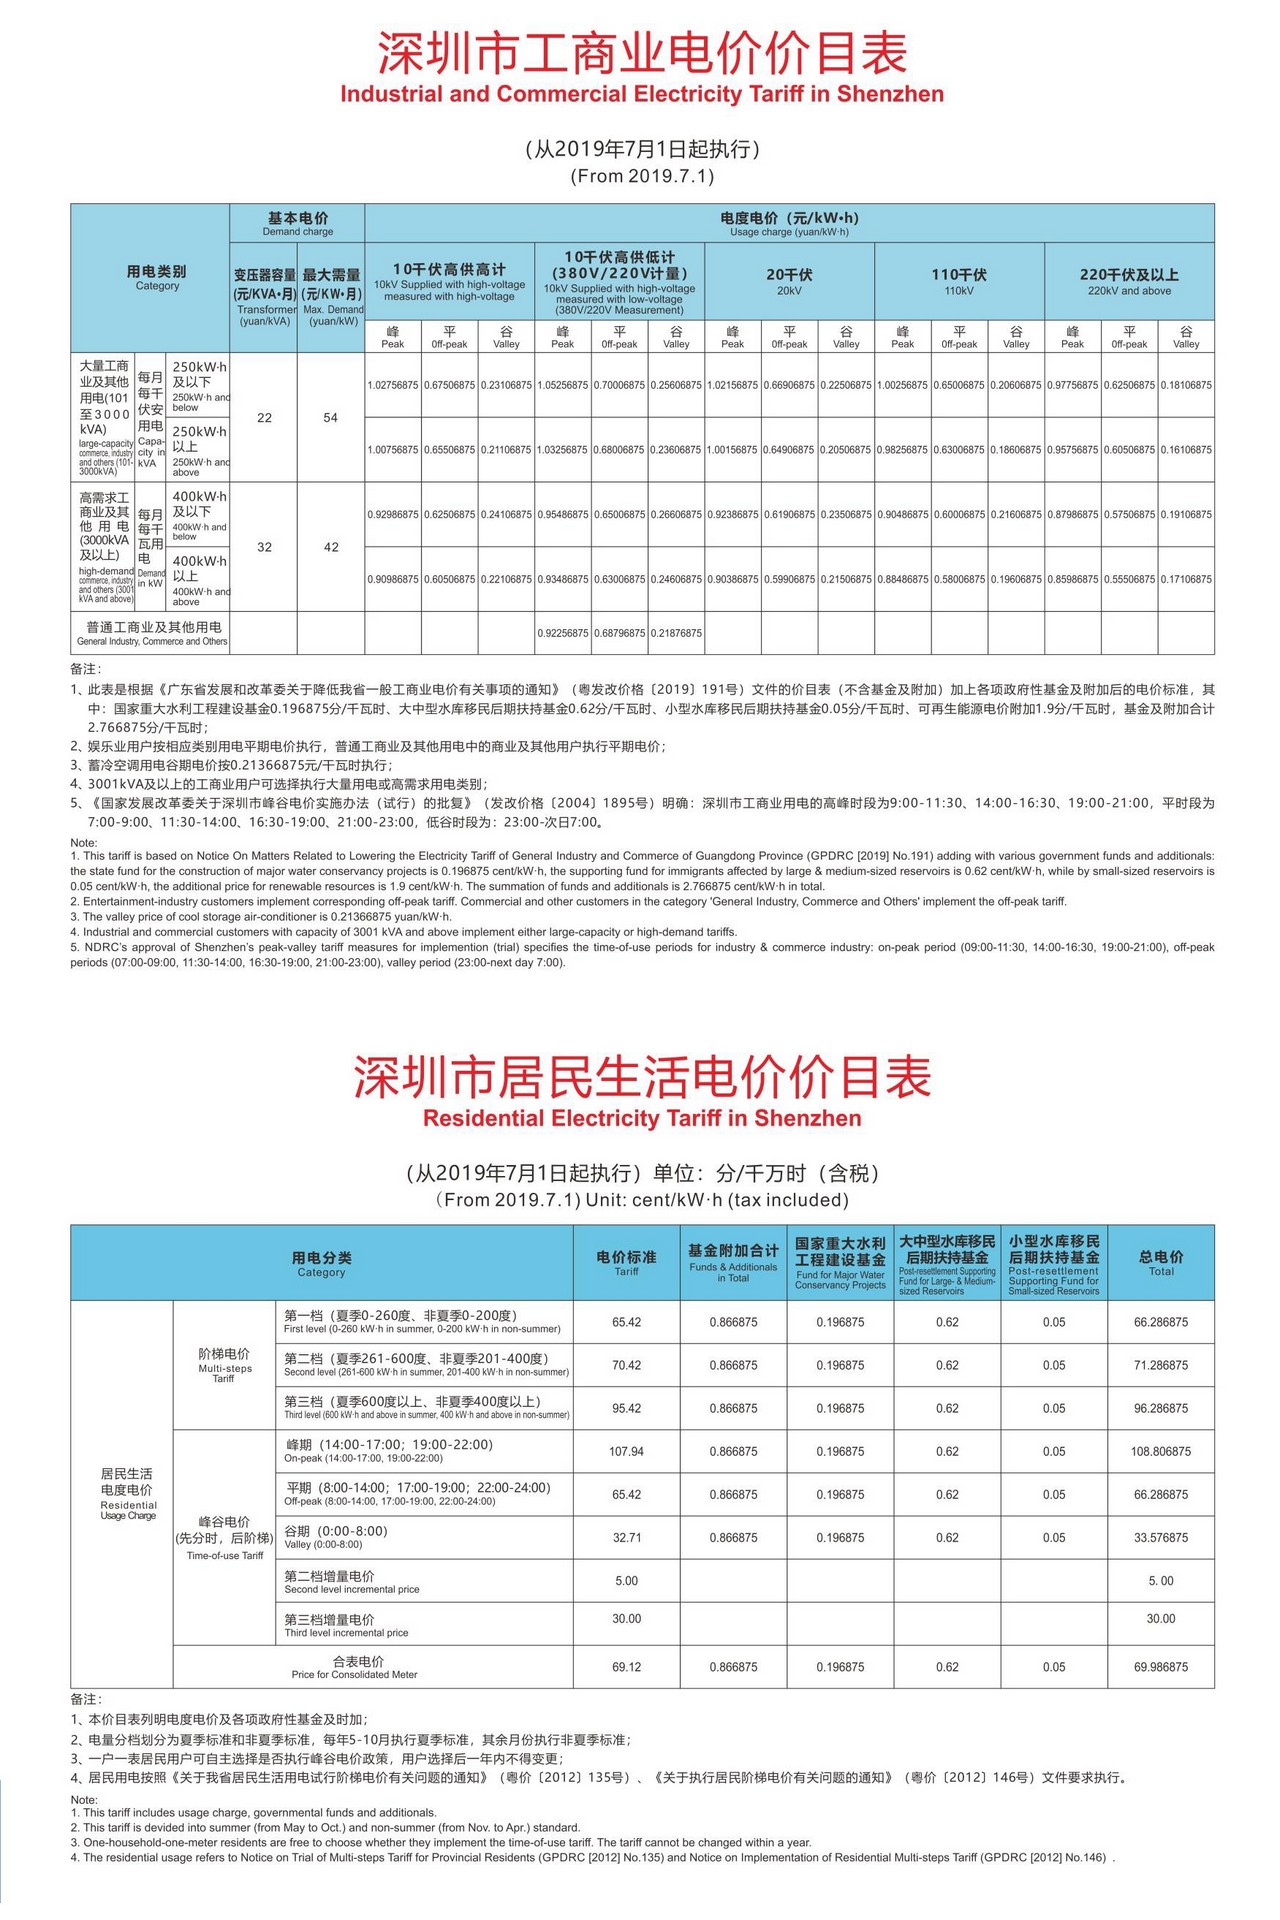 深圳市工商业电价价目表
Industrial and Commercial Electricity Tariff in Shenzhen
(从2019年7月1日起执行)
(From 2019.7.1)
用电类别
Category
基本电价
Demand charge
电度电价（元/kW•h)
Usage charge (yuan/kW·h)
变压器容量
(元/KVA•月)
Transformer
(yuan/kVA)
最大需量
(元/KW•月)
Max. Demand
(yuan/kW)
10千伏高供高计
10kV Supplied with high-voltage
measured with high-voltage
10千伏高供低计
(380V/220V计量)
10kV Supplied with high-voltage
measured with low-voltage
(380V/220V Measurement)
20千伏
20kV
110千伏
110kV
220千伏及以上
220kV and above
峰 平 谷 峰 平 谷 峰 平 谷 峰 平 谷 峰 平 谷
Peak 0ff-peak Valley Peak 0ff-peak Valley Peak 0ff-peak Valley Peak 0ff-peak Valley Peak 0ff-peak Valley
大量工商
业及其他
用电(101
至3000
kVA)
large-capacity
commerce, industry
and others (101-
3000kVA)
每月
每千
伏安
用电
Capa-
city in
kVA
250kW·h
及以下
250kW·h and
below
22
54
1.02756875 0.67506875 0.23106875 1.05256875 0.70006875 0.25606875 1.02156875 0.66906875 0.22506875 1.00256875 0.65006875 0.20606875 0.97756875 0.62506875 0.18106875
250kW·h
以上
250kW·h and
above
1.00756875 0.65506875 0.21106875 1.03256875 0.68006875 0.23606875 1.00156875 0.64906875 0.20506875 0.98256875 0.63006875 0.18606875 0.95756875 0.60506875 0.16106875
高需求工
商业及其
他用电
(3000kVA
及以上)
high-demand
commerce, industry
and others (3001
kVA and above)
每月
每千
瓦用
电
Demand
in kW
400kW·h
及以下
400kW·h and
below
32
42
0.92986875 0.62506875 0.24106875 0.95486875 0.65006875 0.26606875 0.92386875 0.61906875 0.23506875 0.90486875 0.60006875 0.21606875 0.87986875 0.57506875 0.19106875
400kW·h
以上
400kW·h and
above
0.90986875 0.60506875 0.22106875 0.93486875 0.63006875 0.24606875 0.90386875 0.59906875 0.21506875 0.88486875 0.58006875 0.19606875 0.85986875 0.55506875 0.17106875
普通工商业及其他用电
General Industry, Commerce and Others
0.92256875 0.68796875 0.21876875
备注：
1、此表是根据《广东省发展和改革委关于降低我省一般工商业电价有关事项的通知》（粤发改价格〔2019〕191号）文件的价目表（不含基金及附加）加上各项政府性基金及附加后的电价标准，其
中：国家重大水利工程建设基金0.196875分/千瓦时、大中型水库移民后期扶持基金0.62分/千瓦时、小型水库移民后期扶持基金0.05分/千瓦时、可再生能源电价附加1.9分/千瓦时，基金及附加合计
2.766875分/千瓦时；
2、娱乐业用户按相应类别用电平期电价执行，普通工商业及其他用电中的商业及其他用户执行平期电价；
3、蓄冷空调用电谷期电价按0.21366875元/千瓦时执行；
4、3001kVA及以上的工商业用户可选择执行大量用电或高需求用电类别；
5、《国家发展改革委关于深圳市峰谷电价实施办法（试行）的批复》（发改价格〔2004〕1895号）明确：深圳市工商业用电的高峰时段为9:00-11:30、14:00-16:30、19:00-21:00，平时段为
7:00-9:00、11:30-14:00、16:30-19:00、21:00-23:00，低谷时段为：23:00-次日7:00。
Note:
1. This tariff is based on Notice On Matters Related to Lowering the Electricity Tariff of General Industry and Commerce of Guangdong Province (GPDRC [2019] No.191) adding with various government funds and additionals:
the state fund for the construction of major water conservancy projects is 0.196875 cent/kW·h, the supporting fund for immigrants affected by large & medium-sized reservoirs is 0.62 cent/kW·h, while by small-sized reservoirs is
0.05 cent/kW·h, the additional price for renewable resources is 1.9 cent/kW·h. The summation of funds and additionals is 2.766875 cent/kW·h in total.
2. Entertainment-industry customers implement corresponding off-peak tariff. Commercial and other customers in the category 'General Industry, Commerce and Others' implement the off-peak tariff.
3. The valley price of cool storage air-conditioner is 0.21366875 yuan/kW·h.
4. Industrial and commercial customers with capacity of 3001 kVA and above implement either large-capacity or high-demand tariffs.
5. NDRC's approval of Shenzhen's peak-valley tariff measures for implemention (trial) specifies the time-of-use periods for industry & commerce industry: on-peak period (09:00-11:30, 14:00-16:30, 19:00-21:00), off-peak
periods (07:00-09:00, 11:30-14:00, 16:30-19:00, 21:00-23:00), valley period (23:00-next day 7:00).
深圳市居民生活电价价目表
Residential Electricity Tariff in Shenzhen
（从2019年7月1日起执行）单位：分/千万时（含税）
（From 2019.7.1) Unit: cent/kW·h (tax included)
用电分类
Category
电价标准
Tariff
基金附加合计
Funds & Additionals
in Total
国家重大水利
工程建设基金
Fund for Major Water
Conservancy Projects
大中型水库移民
后期扶持基金
Post-resettlement Supporting
Fund for Large- & Medium-
sized Reservoirs
小型水库移民
后期扶持基金
Post-resettlement
Supporting Fund for
Small-sized Reservoirs
总电价
Total
居民生活
电度电价
Residential
Usage Charge
阶梯电价
Multi-steps
Tariff
第一档（夏季0-260度、非夏季0-200度）
First level (0-260 kW·h in summer, 0-200 kW·h in non-summer)
65.42 0.866875 0.196875 0.62 0.05 66.286875
第二档（夏季261-600度、非夏季201-400度）
Second level (261-600 kW·h in summer, 201-400 kW·h in non-summer)
70.42 0.866875 0.196875 0.62 0.05 71.286875
第三档（夏季600度以上、非夏季400度以上）
Third level (600 kW·h and above in summer, 400 kW·h and above in non-summer)
95.42 0.866875 0.196875 0.62 0.05 96.286875
峰谷电价
(先分时，后阶梯)
Time-of-use Tariff
峰期（14:00-17:00；19:00-22:00）
On-peak (14:00-17:00, 19:00-22:00)
107.94 0.866875 0.196875 0.62 0.05 108.806875
平期（8:00-14:00；17:00-19:00；22:00-24:00）
Off-peak (8:00-14:00, 17:00-19:00, 22:00-24:00)
65.42 0.866875 0.196875 0.62 0.05 66.286875
谷期（0:00-8:00）
Valley (0:00-8:00)
32.71 0.866875 0.196875 0.62 0.05 33.576875
第二档增量电价
Second level incremental price
5.00 5. 00
第三档增量电价
Third level incremental price
30.00 30.00
合表电价
Price for Consolidated Meter
69.12 0.866875 0.196875 0.62 0.05 69.986875
备注：
1、本价目表列明电度电价及各项政府性基金及时加；
2、电量分档划分为夏季标准和非夏季标准，每年5-10月执行夏季标准，其余月份执行非夏季标准；
3、一户一表居民用户可自主选择是否执行峰谷电价政策，用户选择后一年内不得变更；
4、居民用电按照《关于我省居民生活用电试行阶梯电价有关问题的通知》（粤价〔2012〕135号）、《关于执行居民阶梯电价有关问题的通知》（粤价〔2012〕146号）文件要求执行。
Note:
1. This tariff includes usage charge, governmental funds and additionals.
2. This tariff is devided into summer (from May to Oct.) and non-summer (from Nov. to Apr.) standard.
3. One-household-one-meter residents are free to choose whether they implement the time-of-use tariff. The tariff cannot be changed within a year.
4. The residential usage refers to Notice on Trial of Multi-steps Tariff for Provincial Residents (GPDRC [2012] No.135) and Notice on Implementation of Residential Multi-steps Tariff (GPDRC [2012] No.146) .